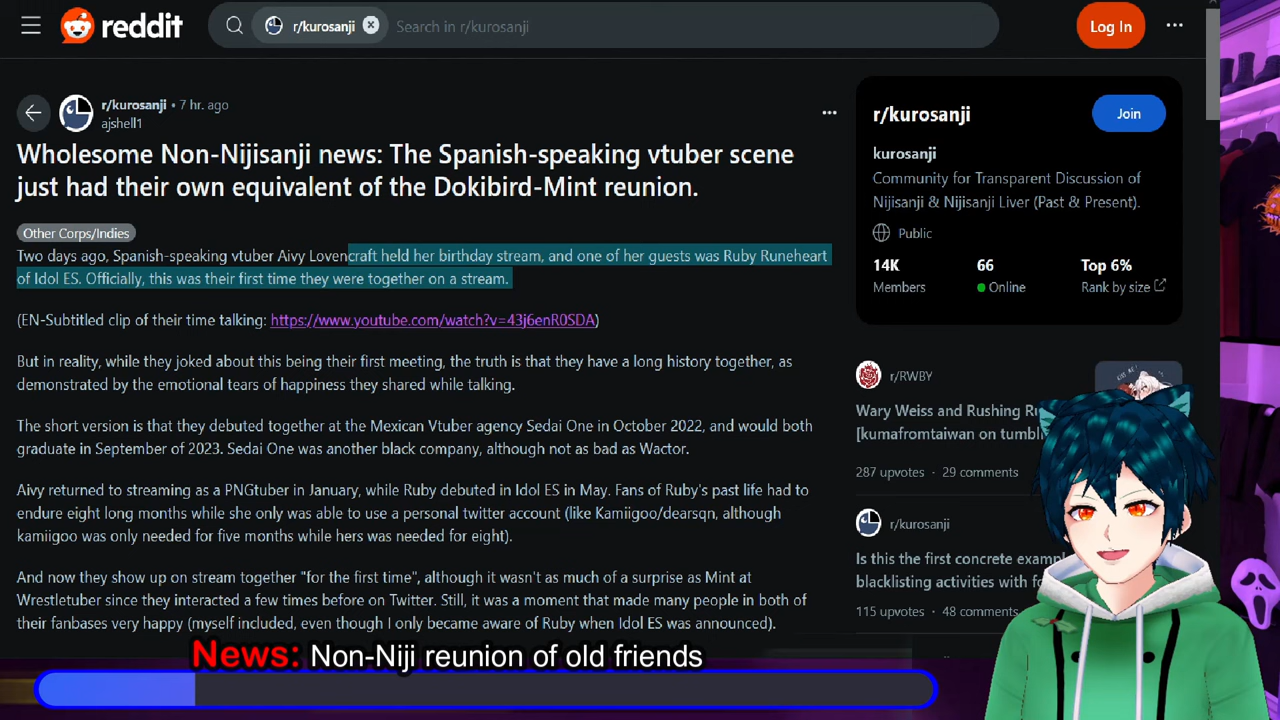 reddit
r/kurosanji
Search in r/kurosanji
Log In
r/kurosanji • 7 hr. ago
ajshell1
Wholesome Non-Nijisanji news: The Spanish-speaking vtuber scene
just had their own equivalent of the Dokibird-Mint reunion.
Other Corps/Indies
Two days ago, Spanish-speaking vtuber Aivy Lovencraft held her birthday stream, and one of her guests was Ruby Runeheart
of Idol ES. Officially, this was their first time they were together on a stream.
(EN-Subtitled clip of their time talking: https://www.youtube.com/watch?v=43j6enR0SDA)
But in reality, while they joked about this being their first meeting, the truth is that they have a long history together, as
demonstrated by the emotional tears of happiness they shared while talking.
The short version is that they debuted together at the Mexican Vtuber agency Sedai One in October 2022, and would both
graduate in September of 2023. Sedai One was another black company, although not as bad as Wactor.
Aivy returned to streaming as a PNGtuber in January, while Ruby debuted in Idol ES in May. Fans of Ruby's past life had to
endure eight long months while she only was able to use a personal twitter account (like Kamiigoo/dearsqn, although
kamiigoo was only needed for five months while hers was needed for eight).
And now they show up on stream together "for the first time", although it wasn't as much of a surprise as Mint at
Wrestletuber since they interacted a few times before on Twitter. Still, it was a moment that made many people in both of
their fanbases very happy (myself included, even though I only became aware of Ruby when Idol ES was announced).
r/kurosanji
Join
kurosanji
Community for Transparent Discussion of
Nijisanji & Nijisanji Liver (Past & Present).
Public
14K
66
Top 6%
Members
Online
Rank by size
r/RWBY
Wary Weiss and Rushing
[kumafromtaiwan on tumbl
287 upvotes • 29 comments
r/kurosanji
Is this the first concrete
blacklisting activities with
115 upvotes • 48 comments
News: Non-Niji reunion of old friends